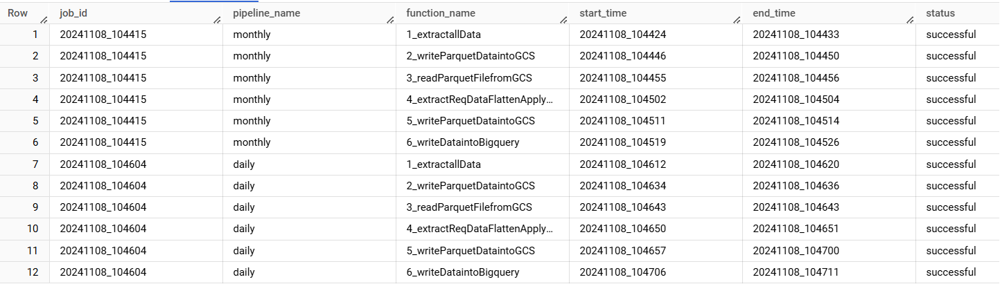 Row job_id pipeline_name function_name start_time end_time status
1 20241108_104415 monthly 1_extractallData 20241108_104424 20241108_104433 successful
2 20241108_104415 monthly 2_writeParquetDataintoGCS 20241108_104446 20241108_104450 successful
3 20241108_104415 monthly 3_readParquetFilefromGCS 20241108_104455 20241108_104456 successful
4 20241108_104415 monthly 4_extractReqDataFlattenApply… 20241108_104502 20241108_104504 successful
5 20241108_104415 monthly 5_writeParquetDataintoGCS 20241108_104511 20241108_104514 successful
6 20241108_104415 monthly 6_writeDataintoBigquery 20241108_104519 20241108_104526 successful
7 20241108_104604 daily 1_extractallData 20241108_104612 20241108_104620 successful
8 20241108_104604 daily 2_writeParquetDataintoGCS 20241108_104634 20241108_104636 successful
9 20241108_104604 daily 3_readParquetFilefromGCS 20241108_104643 20241108_104643 successful
10 20241108_104604 daily 4_extractReqDataFlattenApply… 20241108_104650 20241108_104651 successful
11 20241108_104604 daily 5_writeParquetDataintoGCS 20241108_104657 20241108_104700 successful
12 20241108_104604 daily 6_writeDataintoBigquery 20241108_104706 20241108_104711 successful